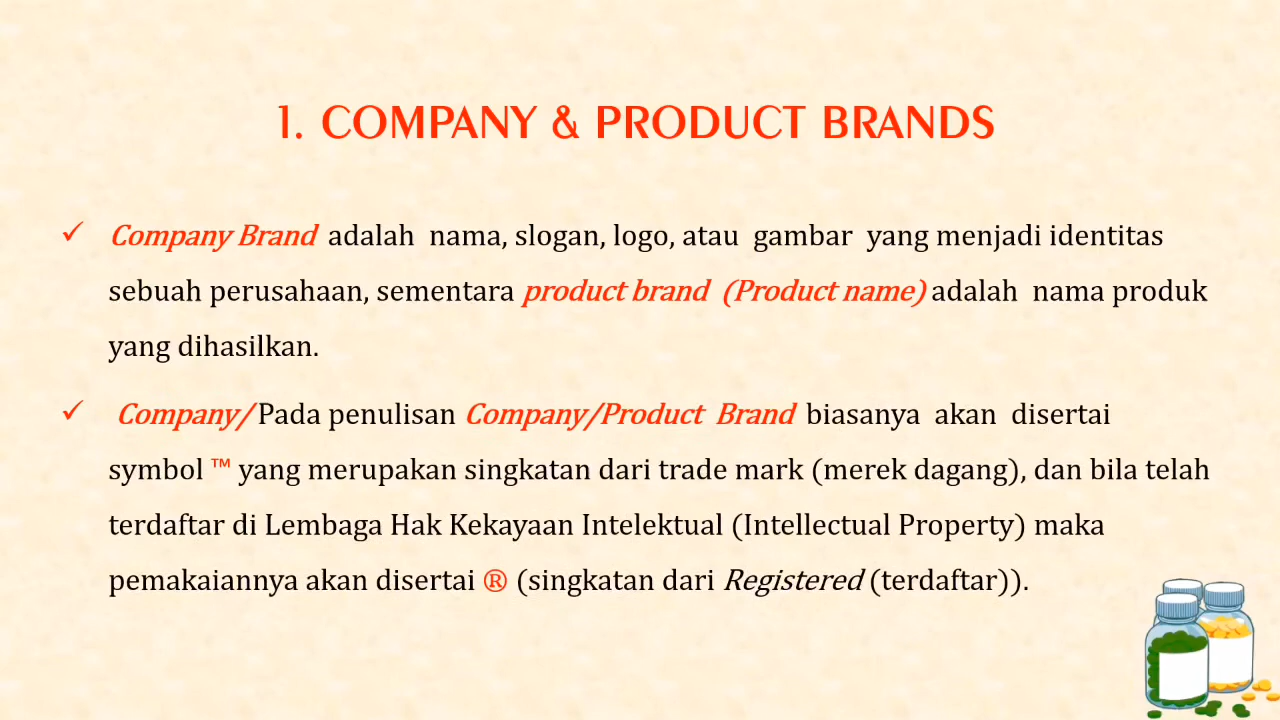 1. COMPANY & PRODUCT BRANDS
✓ Company Brand adalah nama, slogan, logo, atau gambar yang menjadi identitas
sebuah perusahaan, sementara product brand (Product name) adalah nama produk
yang dihasilkan.
✓ Company/ Pada penulisan Company/Product Brand biasanya akan disertai
symbol ™ yang merupakan singkatan dari trade mark (merek dagang), dan bila telah
terdaftar di Lembaga Hak Kekayaan Intelektual (Intellectual Property) maka
pemakaiannya akan disertai ® (singkatan dari Registered (terdaftar)).